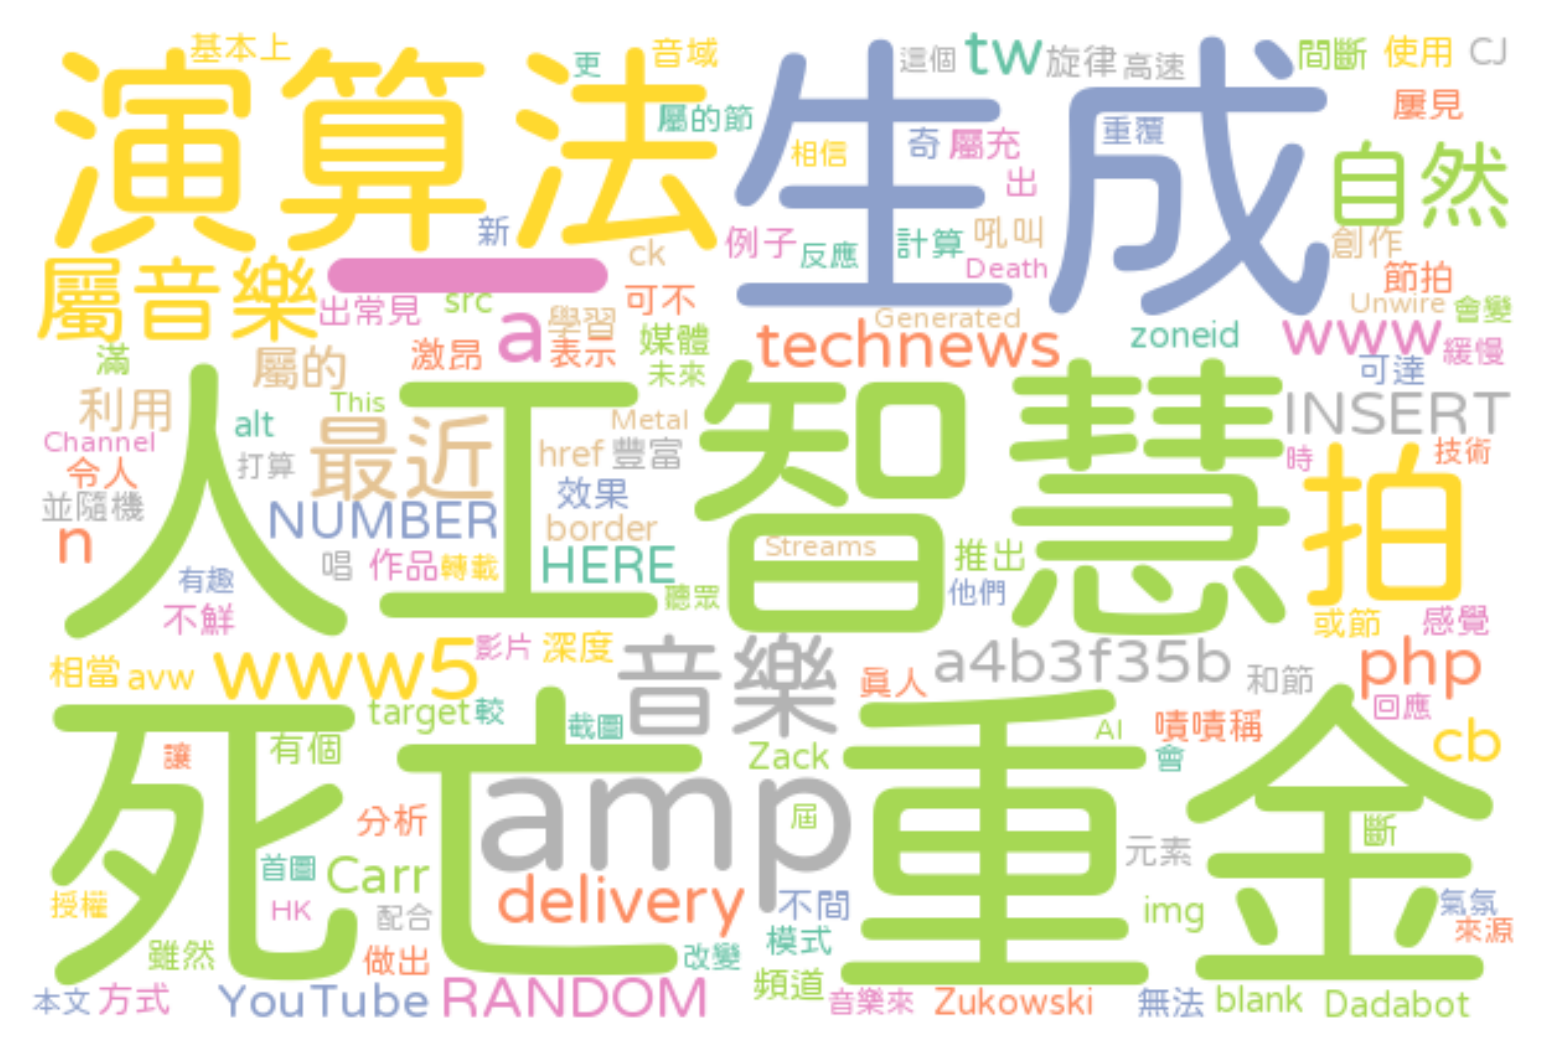 基本上
更
音域
這個
tw
旋律
高速
間斷
使用
CJ
演算法
生成
屬的節
相信
奇
屬充
重覆
屢見
出
自然
新
ck
例子
反應
計算
吼叫
Death
創作
節拍
屬音樂
一
出常見
src
a
學習
可不
媒體
technews
Generated
zoneid
www
Unwire
會變
滿
屬的
激昂
表示
未來
可達
緩慢
利用
This
人工智慧
Metal
INSERT
Channel
alt
最近
href
豐富
時
技術
令人
打算
效果
拍
並隨機
NUMBER
border
Streams
n
唱
作品
轉載
HERE
推出
有趣
聽眾
他們
不鮮
或節
感覺
相當
avw
www5
影片
深度
音樂
眞人
a4b3f35b
和節
php
target
較
截圖
回應
死亡
重金
讓
有個
Zack
AI
嘖嘖稱
會
cb
amp
分析
屆
元素
斷
首圖
Carr
授權
HK
配合
delivery
不間
img
氣氛
雖然
做出
改變
模式
來源
本文
方式
YouTube
RANDOM
頻道
音樂來
Zukowski
無法
blank
Dadabot